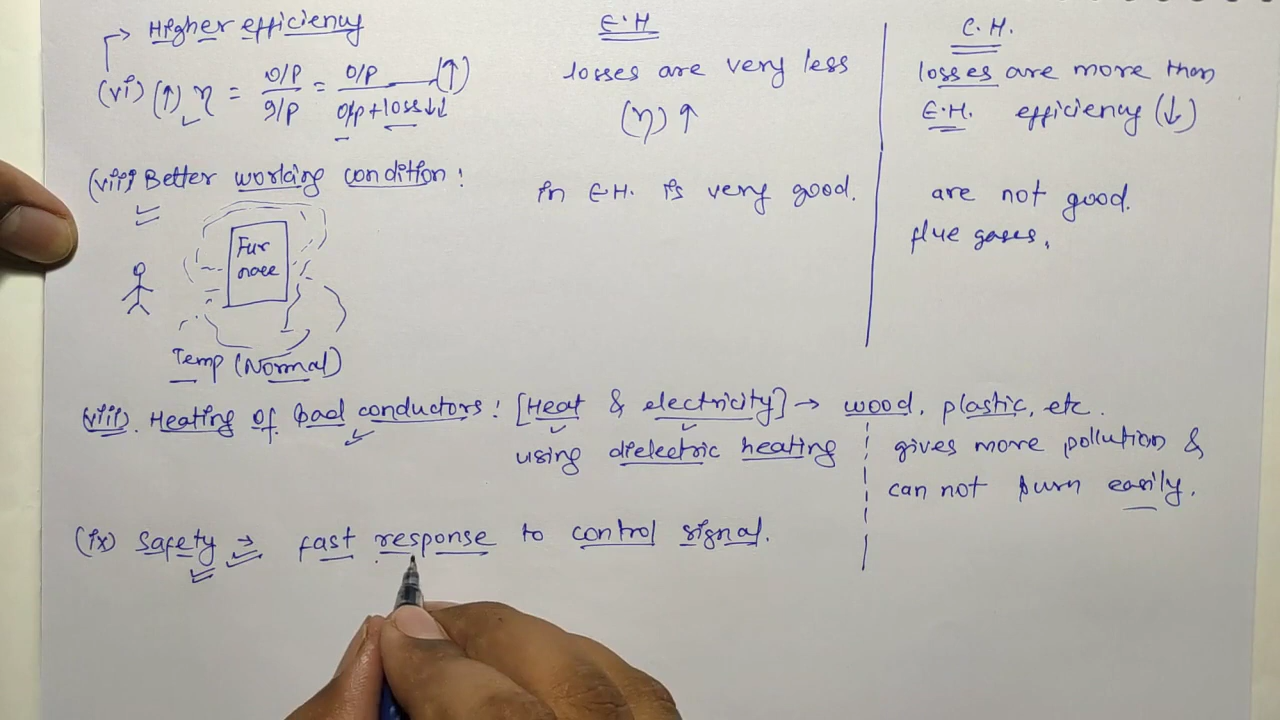 Higher efficiency
(vi) (↑) η = O/P / I/P = O/P / O/P + loss↓↓ (↑)
E.H
losses are very less
(η) ↑
C.H.
losses are more than
E.H. efficiency (↓)
(vii) Better working condition :
in E.H. is very good.
are not good.
flue gases,
Fur
nace
Temp (Normal)
(viii). Heating of bad conductors : [Heat & electricity] → wood, plastic, etc.
using dielectric heating
gives more pollution &
can not burn easily.
(ix) Safety → fast response to control signal.